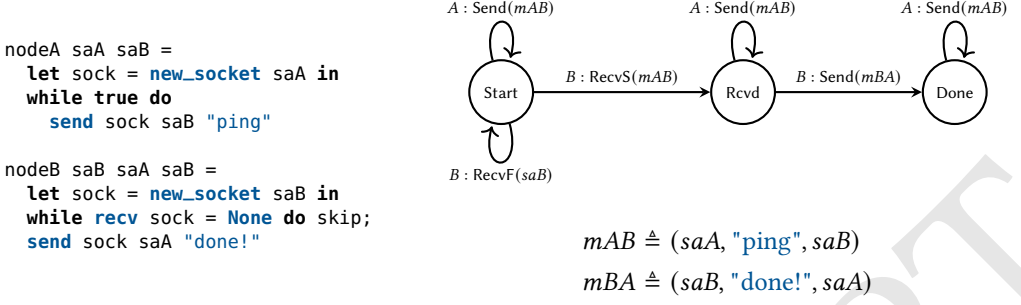 nodeA saA saB =
let sock = new_socket saA in
while true do
send sock saB "ping"
nodeB saB saA saB =
let sock = new_socket saB in
while recv sock = None do skip;
send sock saA "done!"
A : Send(mAB)
A : Send(mAB)
A : Send(mAB)
Start
B : RecvS(mAB)
Rcvd
B : Send(mBA)
Done
B : RecvF(saB)
mAB ≜ (saA, "ping", saB)
mBA ≜ (saB, "done!", saA)
PT